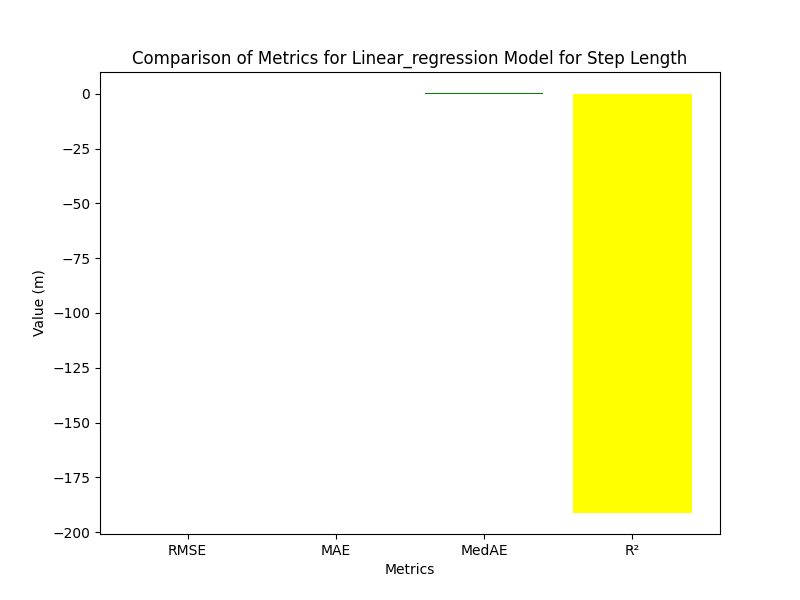 Comparison of Metrics for Linear_regression Model for Step Length
0
−25
−50
−75
−100
−125
−150
−175
−200
Value (m)
RMSE MAE MedAE R²
Metrics